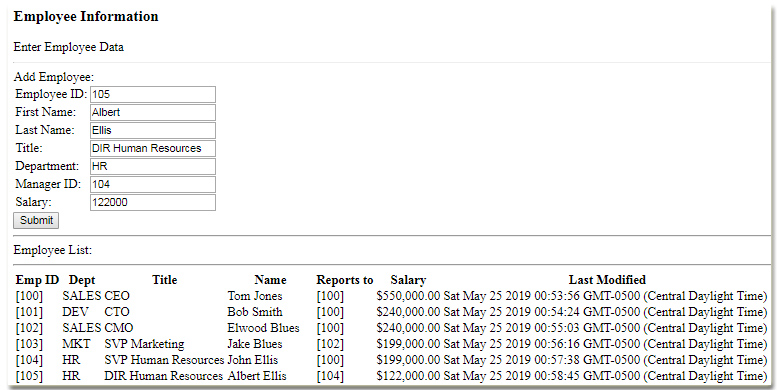 Employee Information
Enter Employee Data
Add Employee:
Employee ID: 105
First Name: Albert
Last Name: Ellis
Title: DIR Human Resources
Department: HR
Manager ID: 104
Salary: 122000
Submit
Employee List:
Emp ID Dept Title Name Reports to Salary Last Modified
[100] SALES CEO Tom Jones [100] $550,000.00 Sat May 25 2019 00:53:56 GMT-0500 (Central Daylight Time)
[101] DEV CTO Bob Smith [100] $240,000.00 Sat May 25 2019 00:54:24 GMT-0500 (Central Daylight Time)
[102] SALES CMO Elwood Blues [100] $240,000.00 Sat May 25 2019 00:55:03 GMT-0500 (Central Daylight Time)
[103] MKT SVP Marketing Jake Blues [102] $199,000.00 Sat May 25 2019 00:56:16 GMT-0500 (Central Daylight Time)
[104] HR SVP Human Resources John Ellis [100] $199,000.00 Sat May 25 2019 00:57:38 GMT-0500 (Central Daylight Time)
[105] HR DIR Human Resources Albert Ellis [104] $122,000.00 Sat May 25 2019 00:58:45 GMT-0500 (Central Daylight Time)